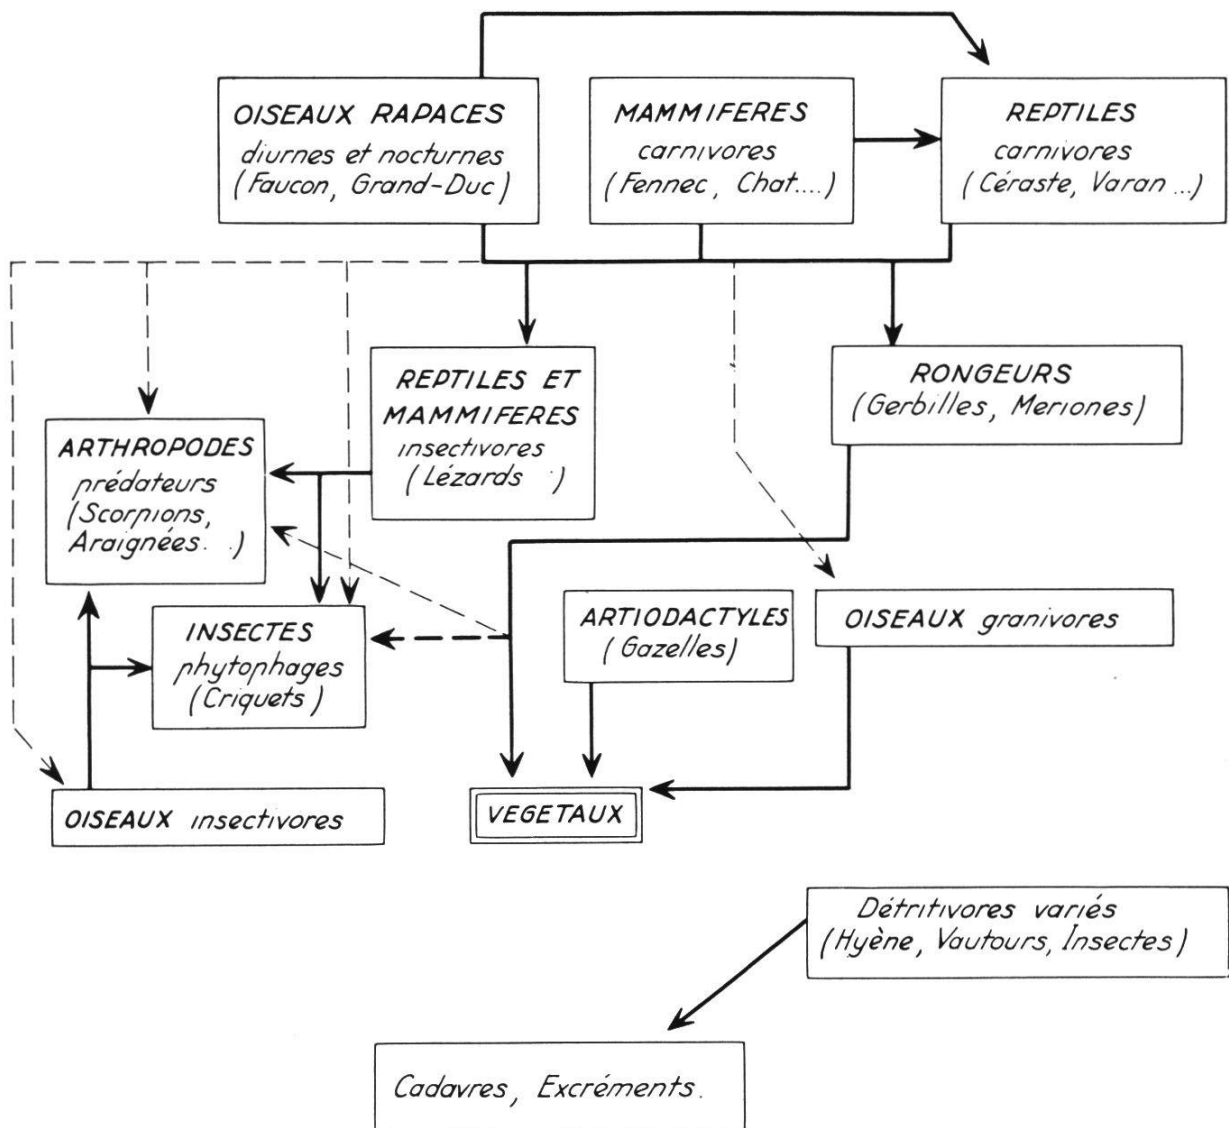 OISEAUX RAPACES
diurnes et nocturnes
(Faucon, Grand-Duc)
MAMMIFERES
carnivores
(Fennec, Chat....)
REPTILES
carnivores
(Céraste, Varan ...)
REPTILES ET
MAMMIFERES
insectivores
(Lézards .)
RONGEURS
(Gerbilles, Meriones)
ARTHROPODES
prédateurs
(Scorpions,
Araignées. .)
INSECTES
phytophages
(Criquets)
ARTIODACTYLES
(Gazelles)
OISEAUX granivores
OISEAUX insectivores
VEGETAUX
Détritivores variés
(Hyène, Vautours, Insectes)
Cadavres, Excréments.